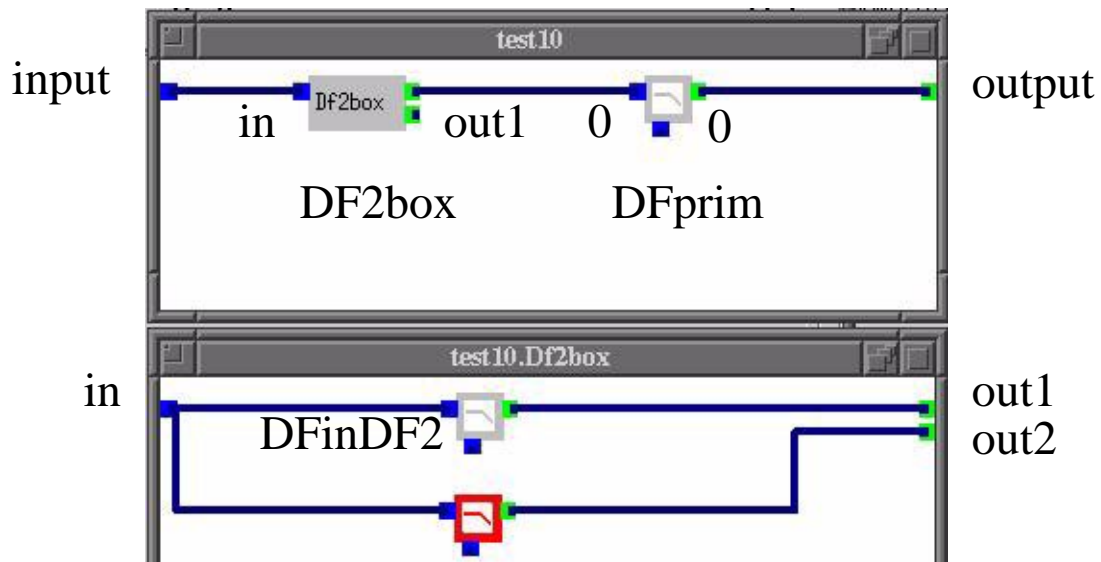 test10
input
output
Df2box
in
out1
0
0
DF2box
DFprim
test10.Df2box
in
out1
DFinDF2
out2